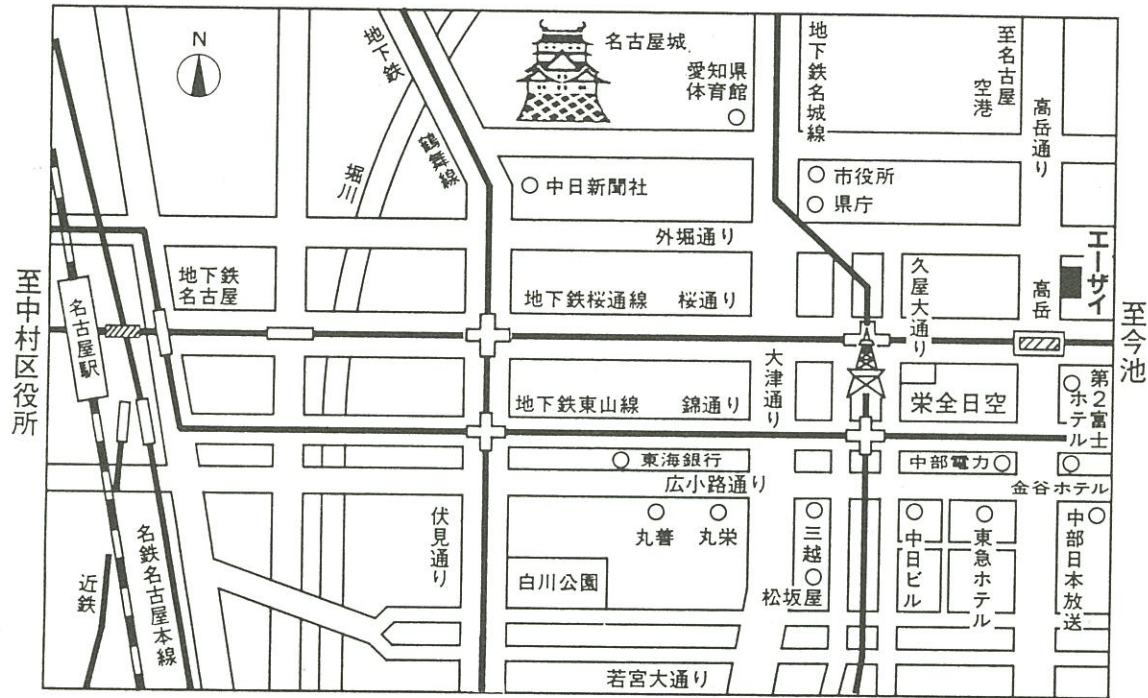 N
地下鉄
鶴舞線
堀川
名古屋城
愛知県
体育館
地下鉄名城線
至名古屋
空港
高岳通り
中日新聞社
市役所
県庁
外堀通り
エーザイ
至中村区役所
名古屋駅
地下鉄
名古屋
地下鉄桜通線
桜通り
久屋大通り
高岳
至今池
大津通り
地下鉄東山線
錦通り
栄全日空
第2富士
ホテル
東海銀行
中部電力
広小路通り
金谷ホテル
伏見通り
丸善
丸栄
三越
松坂屋
中日ビル
東急ホテル
中部日本放送
白川公園
近鉄
名鉄名古屋本線
若宮大通り